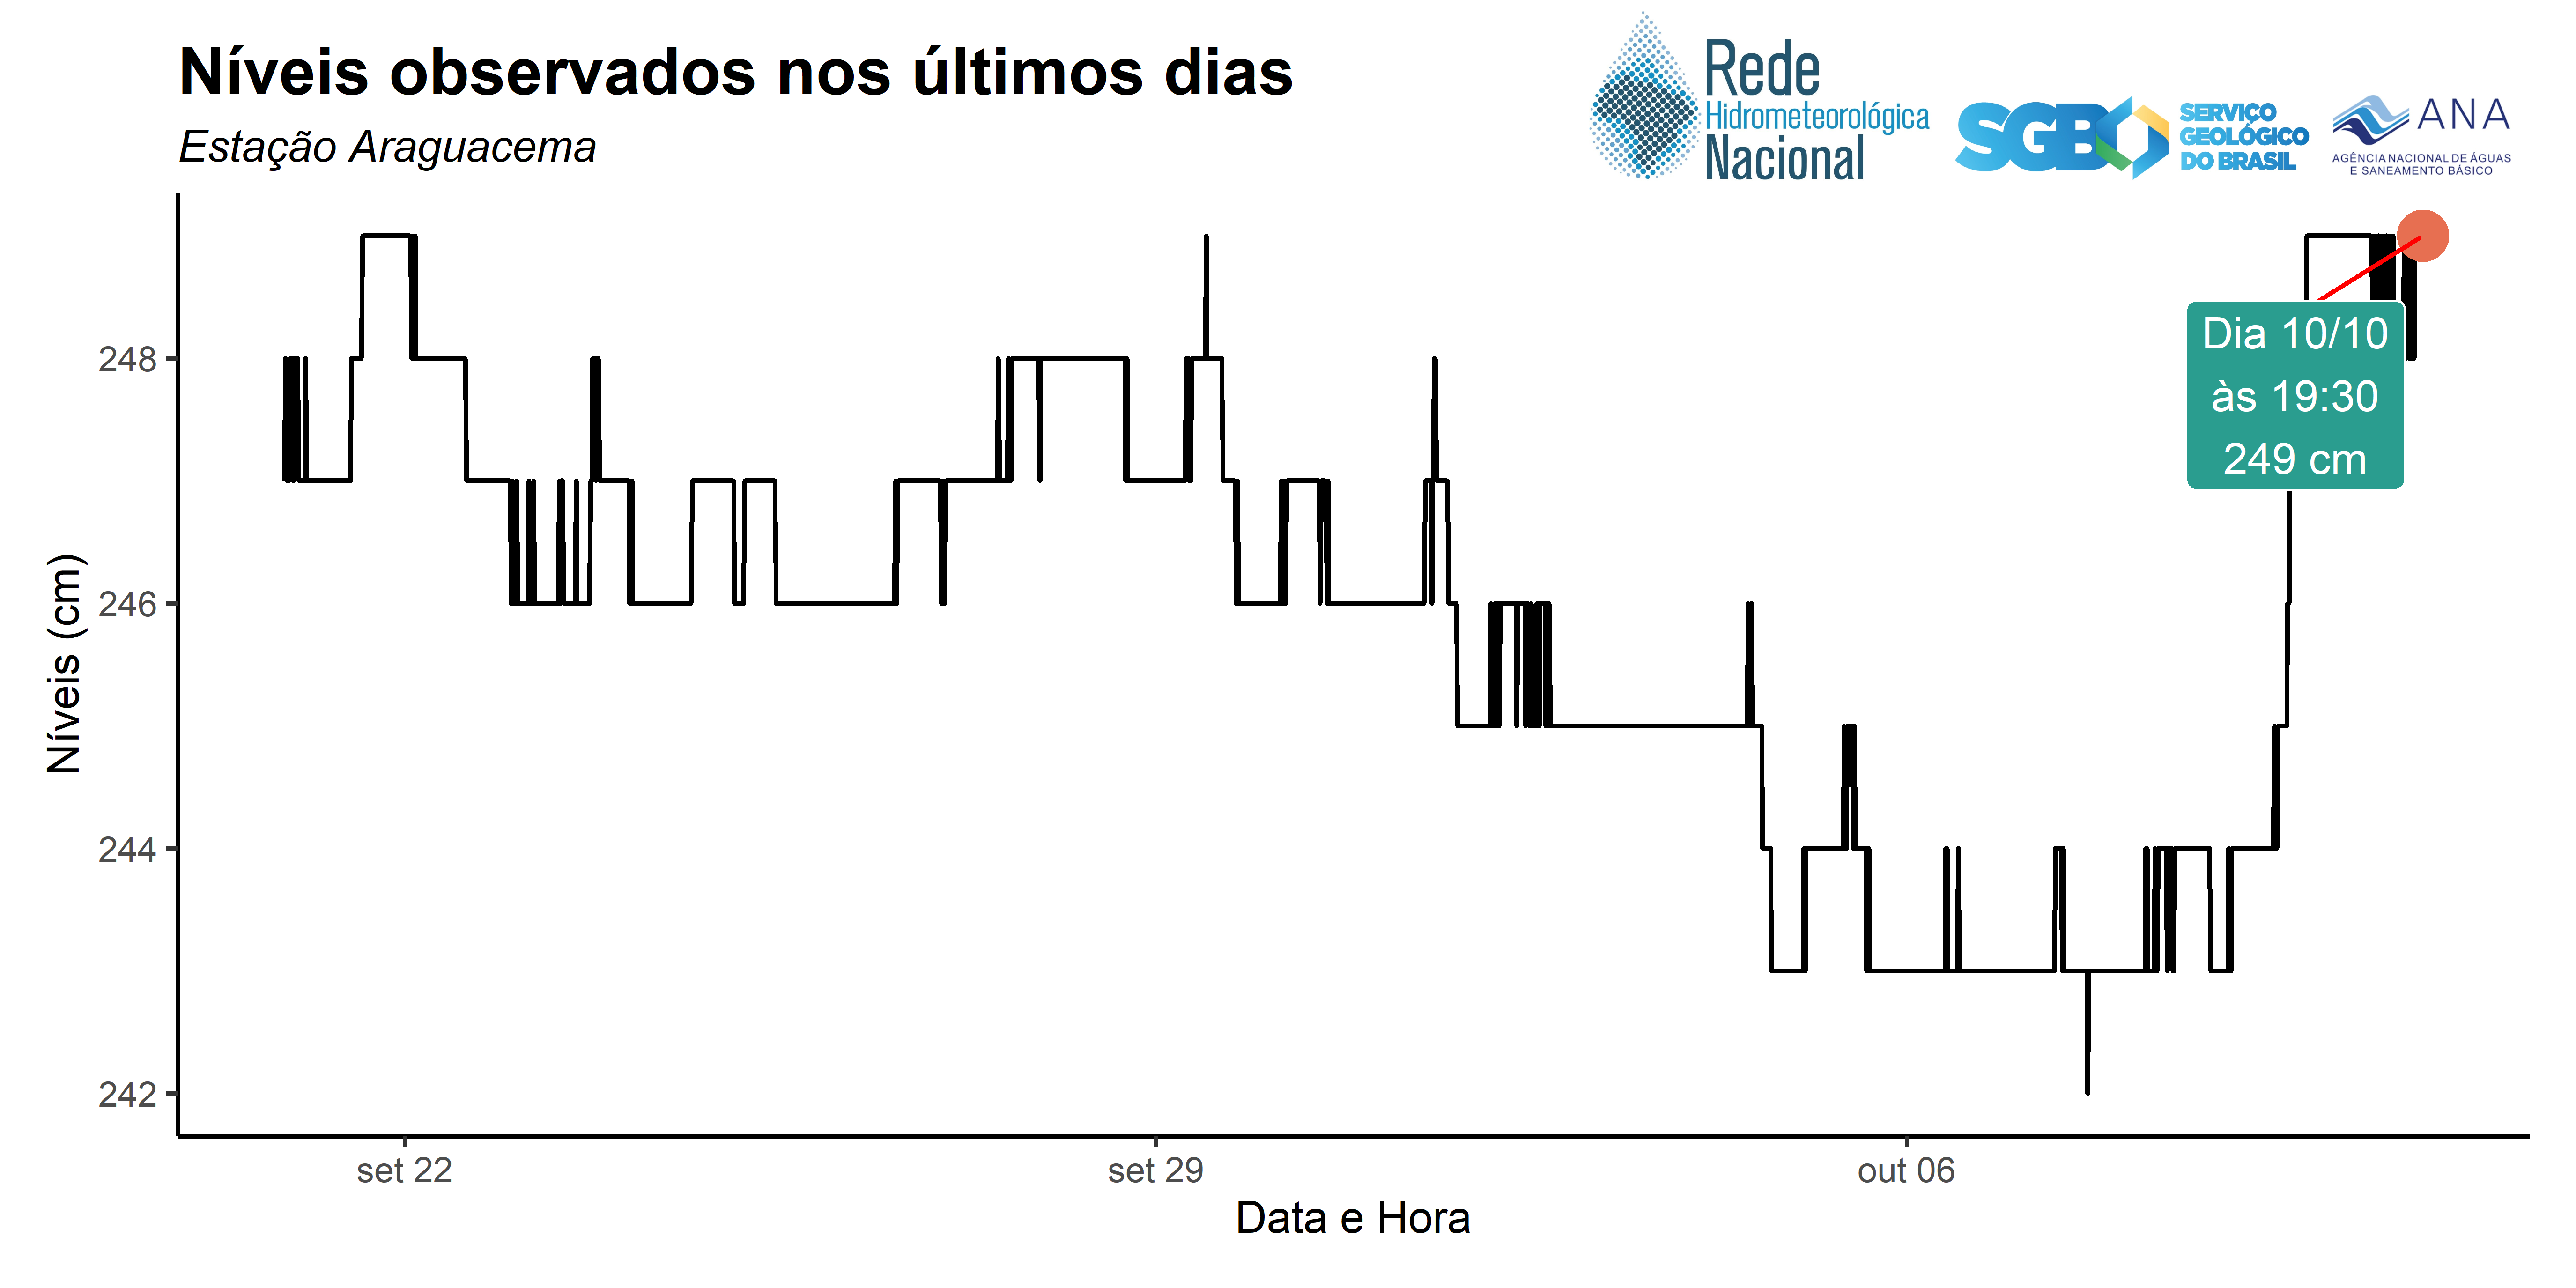 Níveis observados nos últimos dias
Estação Araguacema
Rede
Hidrometeorológica
Nacional
SGB
SERVIÇO
GEOLÓGICO
DO BRASIL
ANA
AGÊNCIA NACIONAL DE ÁGUAS
E SANEAMENTO BÁSICO
Níveis (cm)
248
246
244
242
Dia 10/10
às 19:30
249 cm
set 22
set 29
out 06
Data e Hora